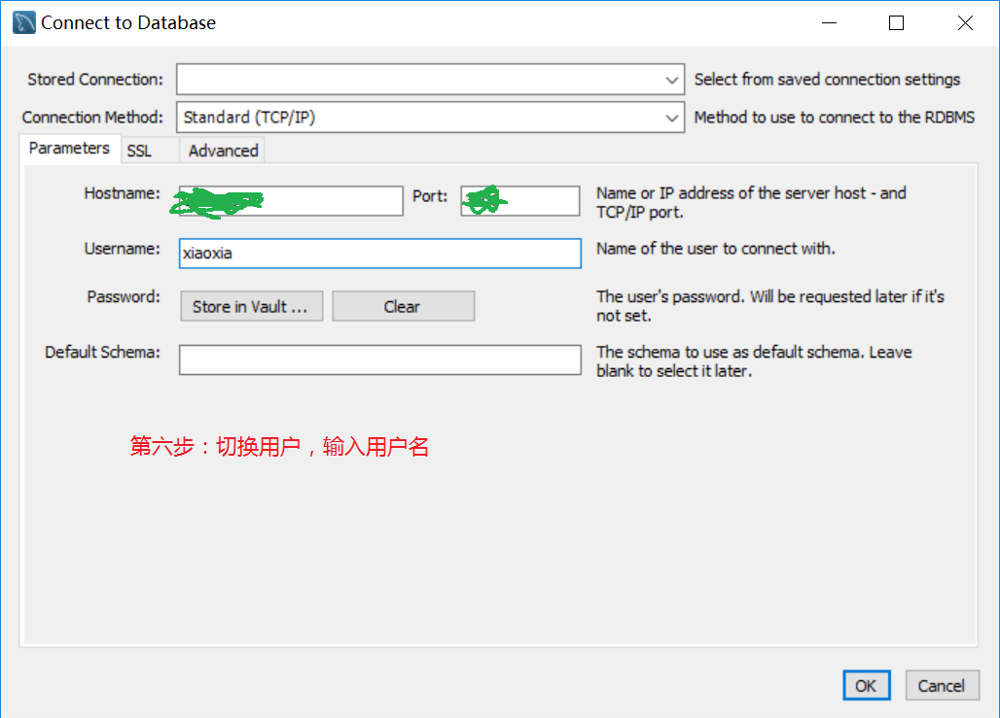 Connect to Database
Stored Connection:
Select from saved connection settings
Connection Method:
Standard (TCP/IP)
Method to use to connect to the RDBMS
Parameters
SSL
Advanced
Hostname:
Port:
Name or IP address of the server host - and
TCP/IP port.
Username:
xiaoxia
Name of the user to connect with.
Password:
Store in Vault ...
Clear
The user's password. Will be requested later if it's
not set.
Default Schema:
The schema to use as default schema. Leave
blank to select it later.
第六步：切换用户，输入用户名
OK
Cancel